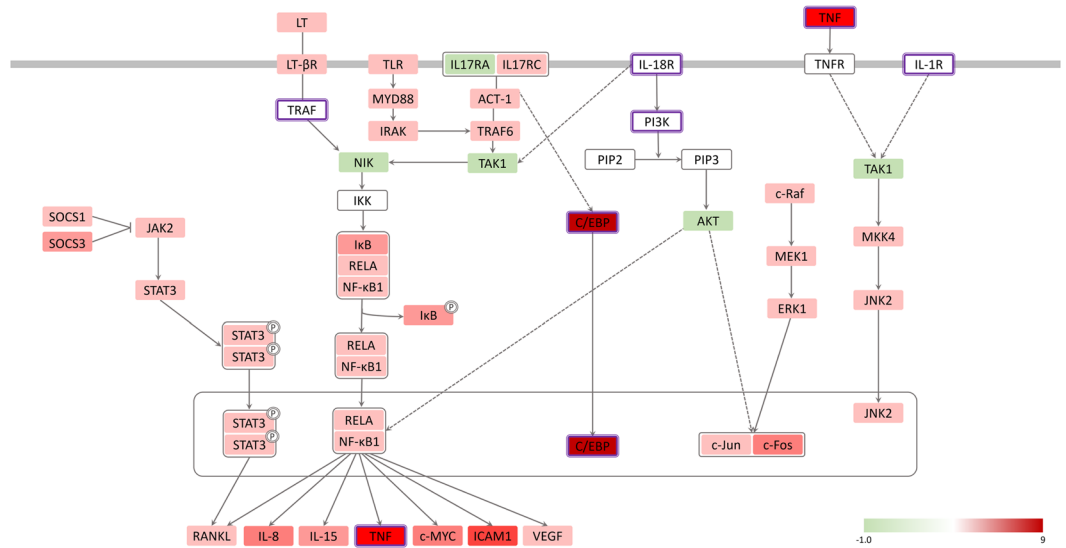 LT
TNF
LT-βR
TLR
IL17RA
IL17RC
IL-18R
TNFR
IL-1R
MYD88
ACT-1
TRAF
PI3K
IRAK
TRAF6
NIK
TAK1
PIP2
PIP3
TAK1
IKK
c-Raf
SOCS1
JAK2
C/EBP
AKT
SOCS3
MKK4
IκB
RELA
NF-κB1
MEK1
STAT3
JNK2
ERK1
IκB
P
STAT3
P
STAT3
P
RELA
NF-κB1
JNK2
STAT3
P
STAT3
P
RELA
NF-κB1
C/EBP
c-Jun
c-Fos
RANKL
IL-8
IL-15
TNF
c-MYC
ICAM1
VEGF
-1.0
9